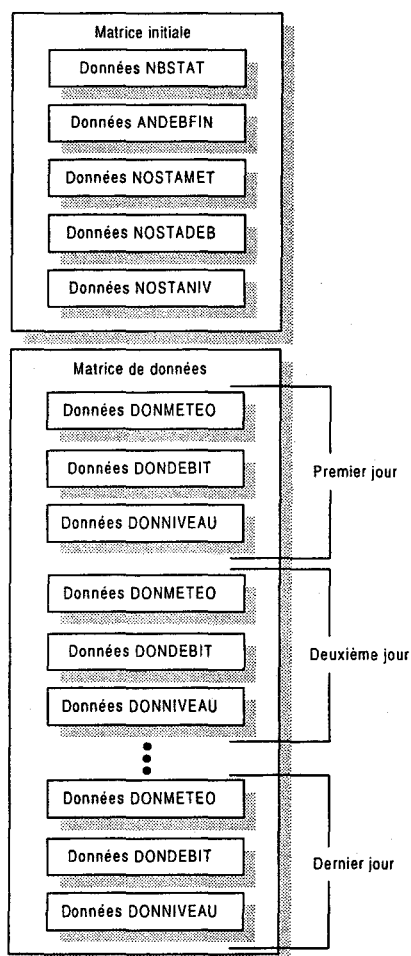 Matrice initiale
Données NBSTAT
Données ANDEBFIN
Données NOSTAMET
Données NOSTADEB
Données NOSTANIV
Matrice de données
Données DONMETEO
Données DONDEBIT
Données DONNIVEAU
Premier jour
Données DONMETEO
Données DONDEBIT
Données DONNIVEAU
Deuxième jour
Données DONMETEO
Données DONDEBIT
Données DONNIVEAU
Dernier jour